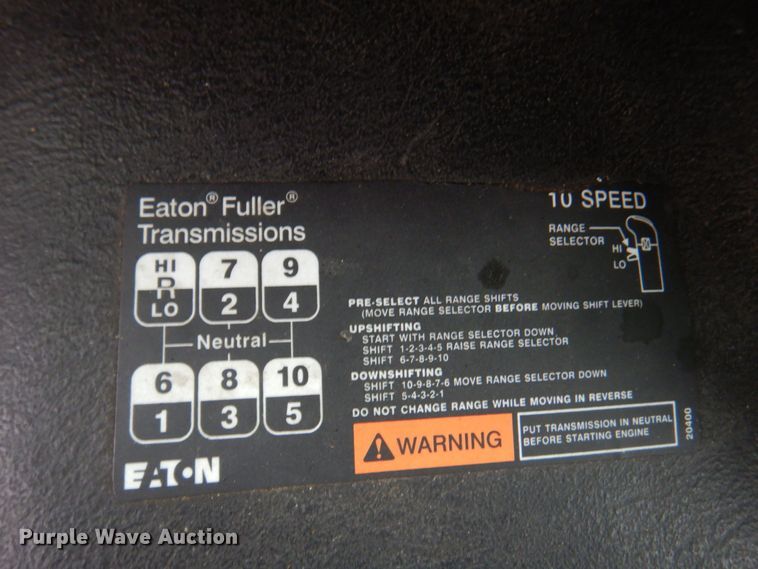 Eaton® Fuller®
Transmissions
10 SPEED
RANGE
SELECTOR
HI
LO
HI
R
LO
7
2
9
4
Neutral
6
1
8
3
10
5
PRE-SELECT ALL RANGE SHIFTS
(MOVE RANGE SELECTOR BEFORE MOVING SHIFT LEVER)
UPSHIFTING
START WITH RANGE SELECTOR DOWN
SHIFT 1-2-3-4-5 RAISE RANGE SELECTOR
SHIFT 6-7-8-9-10
DOWNSHIFTING
SHIFT 10-9-8-7-6 MOVE RANGE SELECTOR DOWN
SHIFT 5-4-3-2-1
DO NOT CHANGE RANGE WHILE MOVING IN REVERSE
WARNING
PUT TRANSMISSION IN NEUTRAL
BEFORE STARTING ENGINE
20400
EATON
Purple Wave Auction